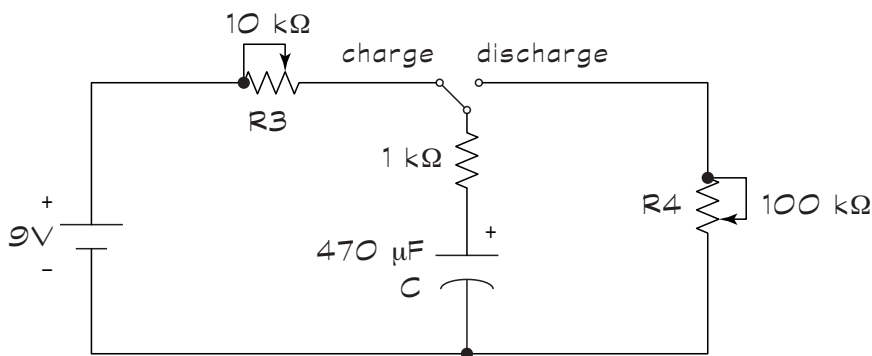 10 kΩ
charge discharge
R3
1 kΩ
+
9V
–
R4
100 kΩ
470 μF
+
C